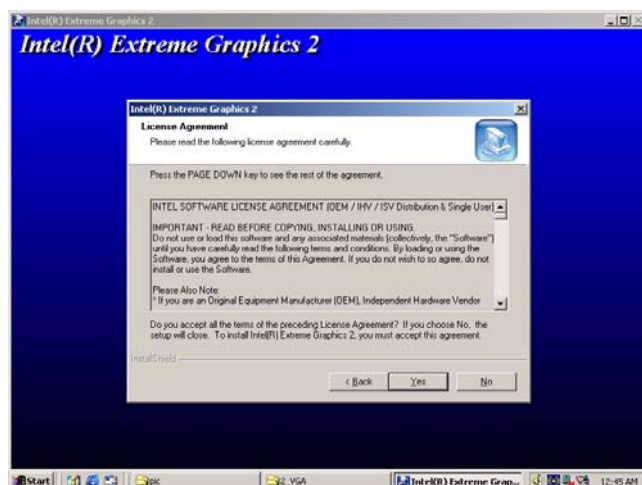 Intel(R) Extreme Graphics 2
Intel(R) Extreme Graphics 2
Intel(R) Extreme Graphics 2
License Agreement
Please read the following license agreement carefully.
Press the PAGE DOWN key to see the rest of the agreement.
INTEL SOFTWARE LICENSE AGREEMENT (OEM / IHV / ISV Distribution & Single User)
IMPORTANT - READ BEFORE COPYING, INSTALLING OR USING.
Do not use or load this software and any associated materials (collectively, the "Software")
until you have carefully read the following terms and conditions. By loading or using the
Software, you agree to the terms of this Agreement. If you do not wish to so agree, do not
install or use the Software.
Please Also Note:
* If you are an Original Equipment Manufacturer (OEM), Independent Hardware Vendor
Do you accept all the terms of the preceding License Agreement? If you choose No, the
setup will close. To install Intel(R) Extreme Graphics 2, you must accept this agreement.
InstallShield
< Back Yes No
Start pic 2_VGA Intel(R) Extreme Grap... 12:45 AM